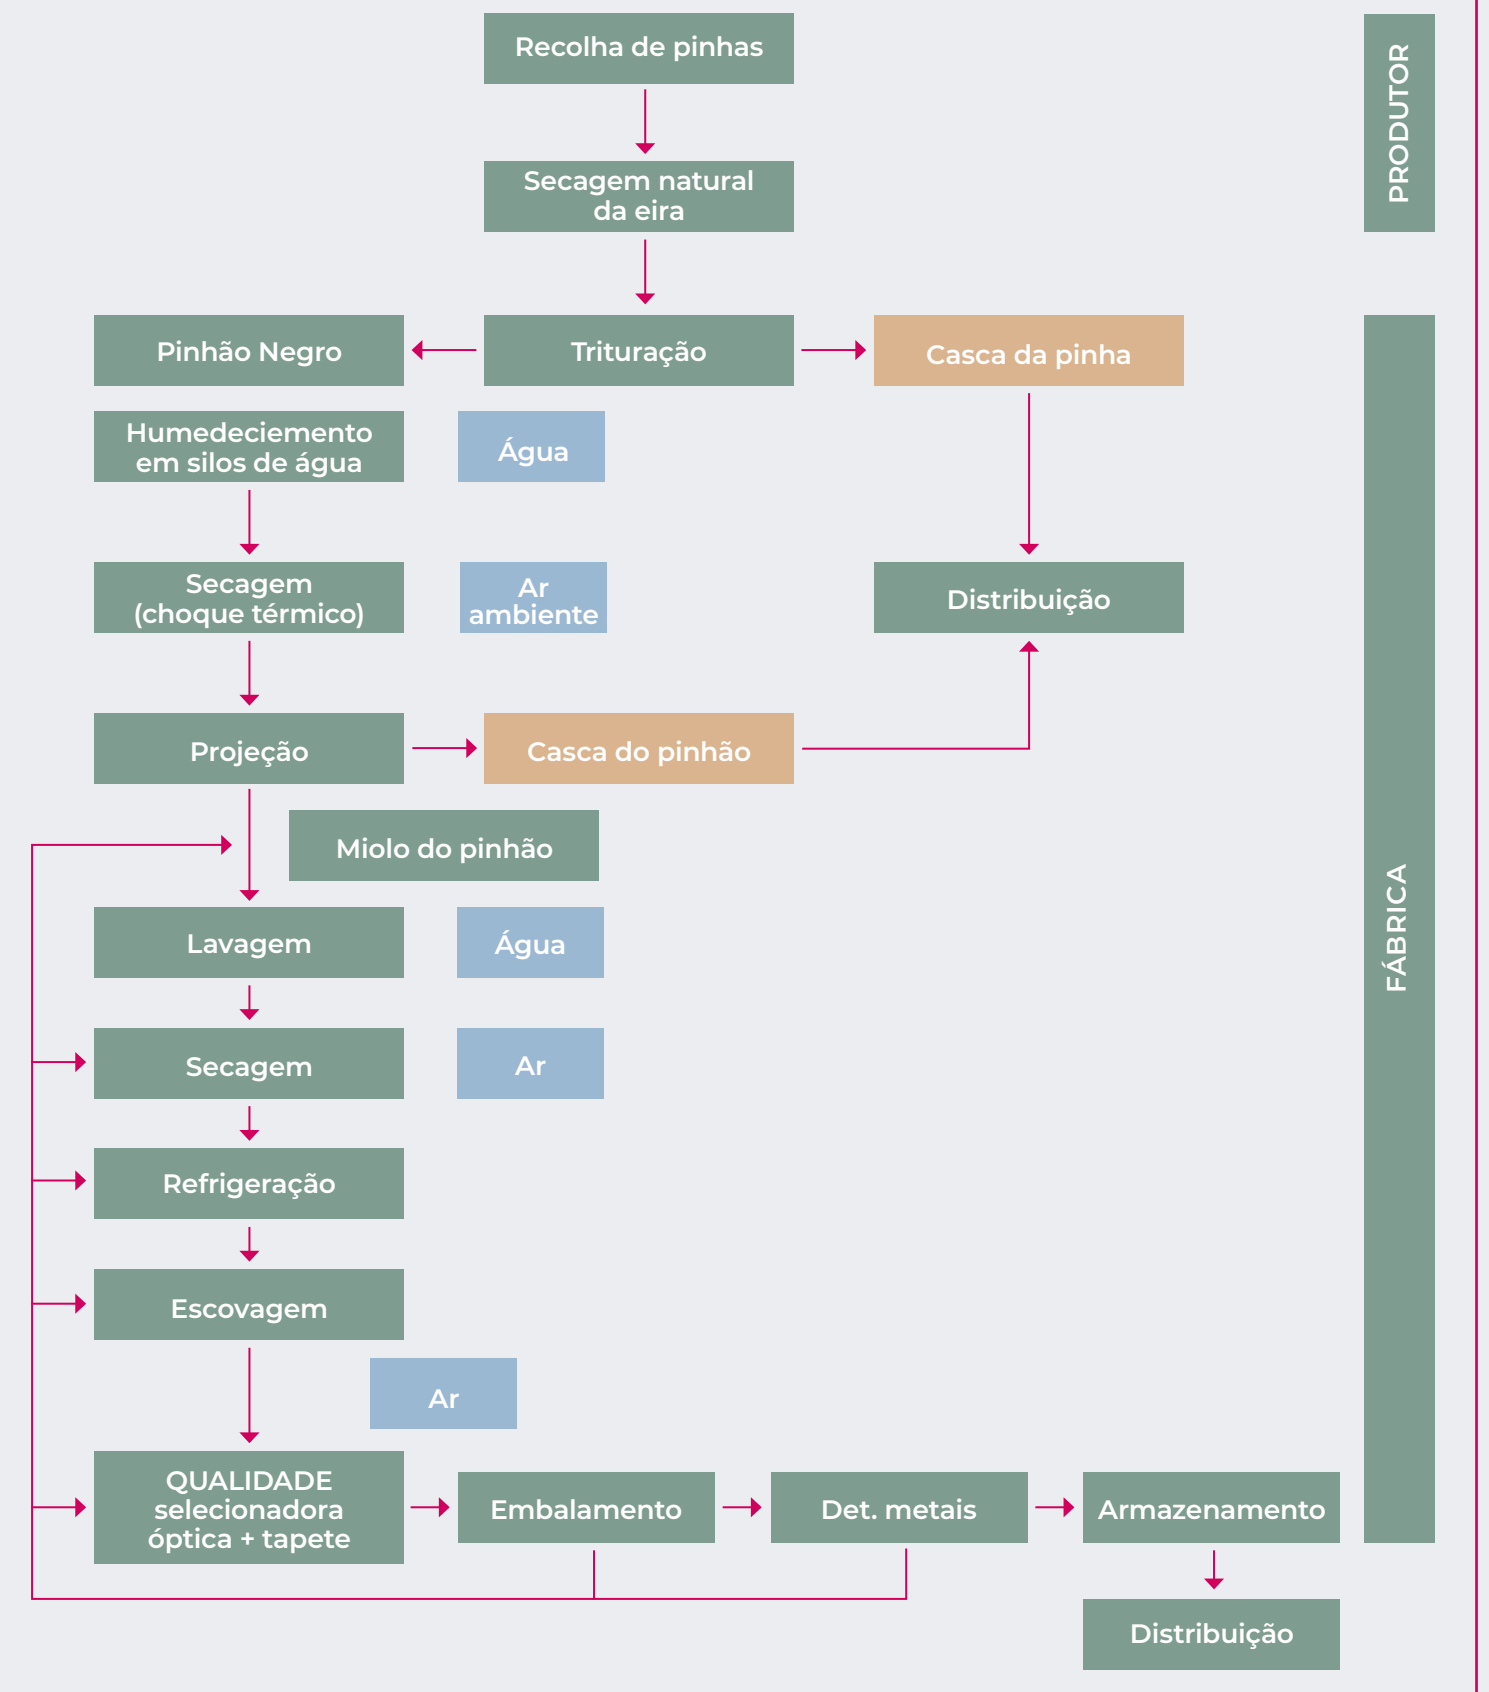 Recolha de pinhas
PRODUTOR
Secagem natural
da eira
Pinhão Negro
Trituração
Casca da pinha
FÁBRICA
Humedeciemento
em silos de água
Água
Secagem
(choque térmico)
Ar
ambiente
Distribuição
Projeção
Casca do pinhão
Miolo do pinhão
Lavagem
Água
Secagem
Ar
Refrigeração
Escovagem
Ar
QUALIDADE
selecionadora
óptica + tapete
Embalamento
Det. metais
Armazenamento
Distribuição